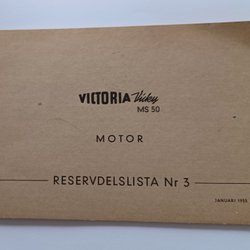 VICTORIA Vicky
MS 50
MOTOR
RESERVDELSLISTA Nr 3
JANUARI 1955